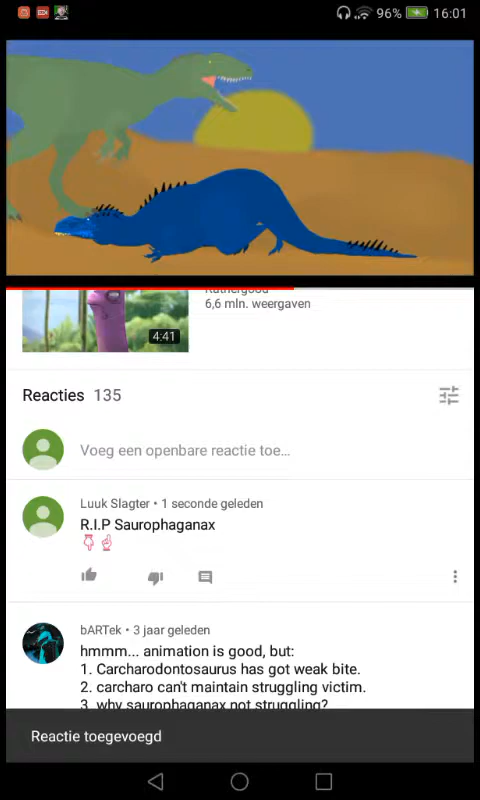 96% 16:01
Rathergood
6,6 mln. weergaven
4:41
Reacties 135
Voeg een openbare reactie toe...
Luuk Slagter • 1 seconde geleden
R.I.P Saurophaganax
👇☝
bARTek • 3 jaar geleden
hmmm... animation is good, but:
1. Carcharodontosaurus has got weak bite.
2. carcharo can't maintain struggling victim.
3. why saurophaganax not struggling?
Reactie toegevoegd